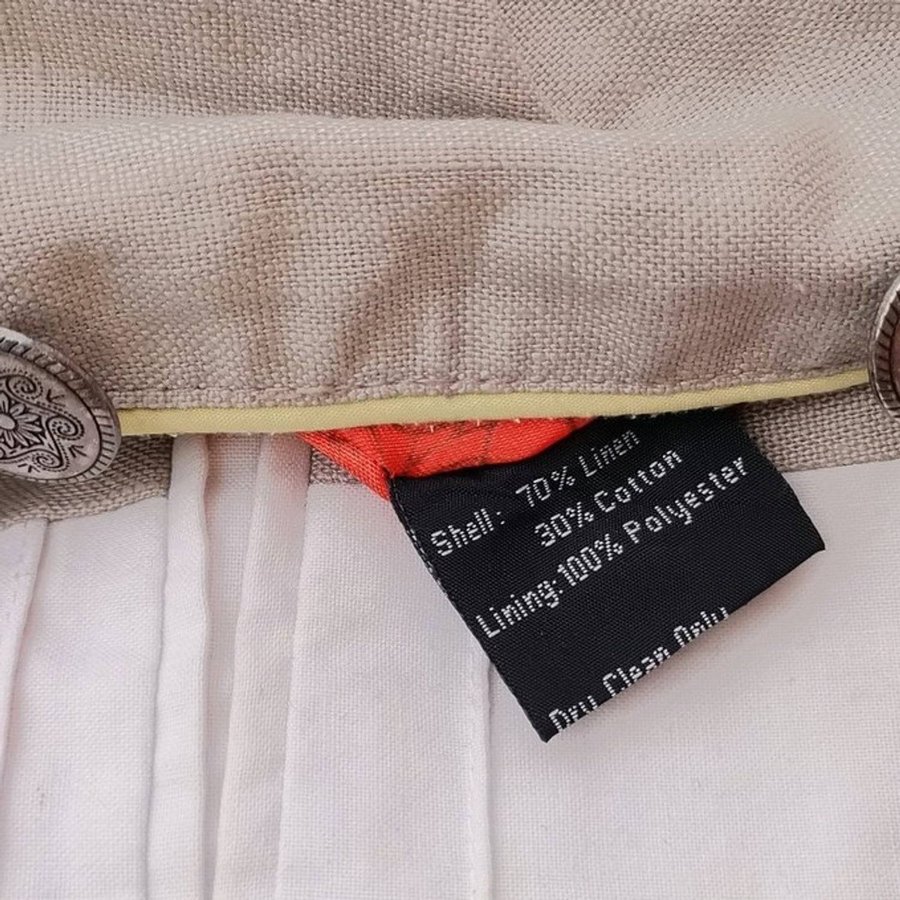 Shell: 70% Linen
30% Cotton
Lining:100% Polyester
Dry Clean Only